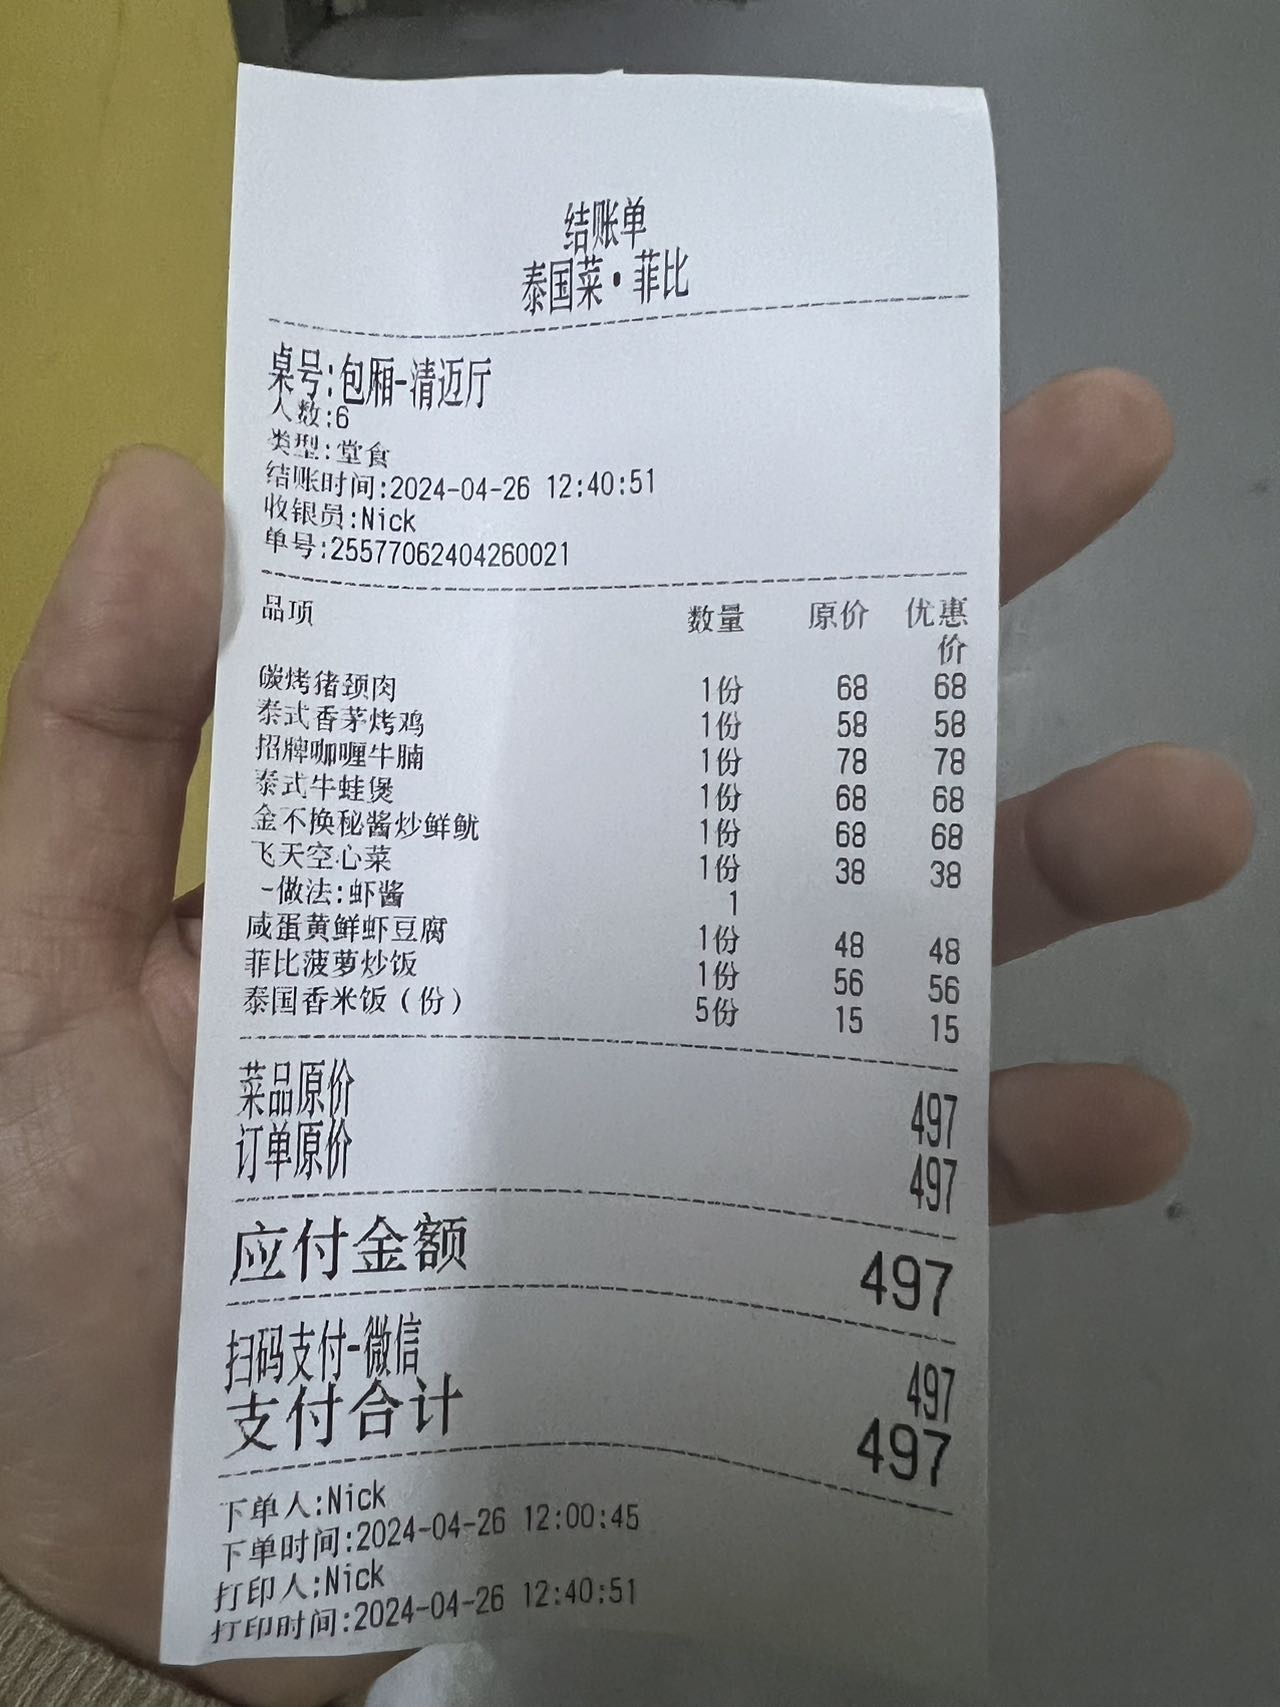 结账单
泰国菜·菲比
桌号:包厢-清迈厅
人数:6
类型:堂食
结账时间:2024-04-26 12:40:51
收银员:Nick
单号:25577062404260021
品项 数量 原价 优惠价
碳烤猪颈肉 1份 68 68
泰式香茅烤鸡 1份 58 58
招牌咖喱牛腩 1份 78 78
泰式牛蛙煲 1份 68 68
金不换秘酱炒鲜鱿 1份 68 68
飞天空心菜 1份 38 38
-做法:虾酱 1
咸蛋黄鲜虾豆腐 1份 48 48
菲比菠萝炒饭 1份 56 56
泰国香米饭（份） 5份 15 15
菜品原价 497
订单原价 497
应付金额 497
扫码支付-微信 497
支付合计 497
下单人:Nick
下单时间:2024-04-26 12:00:45
打印人:Nick
打印时间:2024-04-26 12:40:51